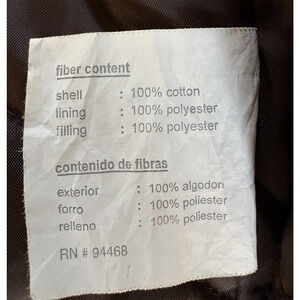 fiber content
shell : 100% cotton
lining : 100% polyester
filling : 100% polyester
contenido de fibras
exterior : 100% algodon
forro : 100% poliester
relleno : 100% poliester
RN # 94468